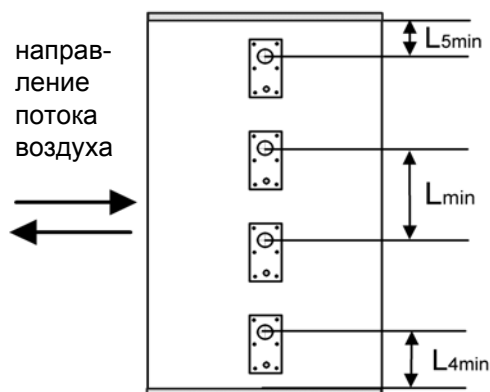 направ-
ление
потока
воздуха
L5min
Lmin
L4min